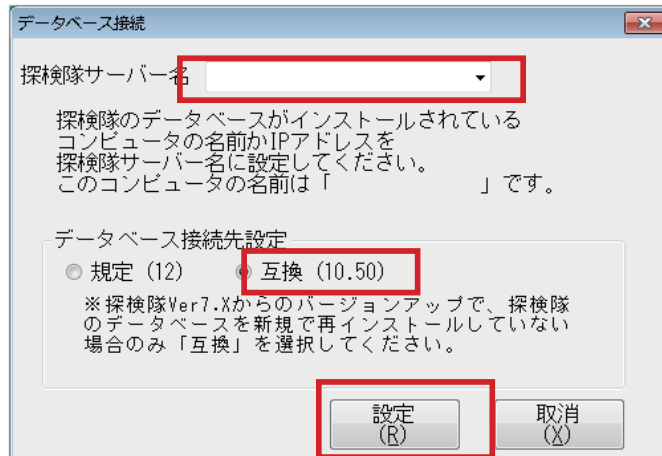 データベース接続
探検隊サーバー名
探検隊のデータベースがインストールされている
コンピュータの名前かIPアドレスを
探検隊サーバー名に設定してください。
このコンピュータの名前は「 」です。
データベース接続先設定
規定 (12) 互換 (10.50)
※探検隊Ver7.Xからのバージョンアップで、探検隊
のデータベースを新規で再インストールしていない
場合のみ「互換」を選択してください。
設定 取消
(R) (X)